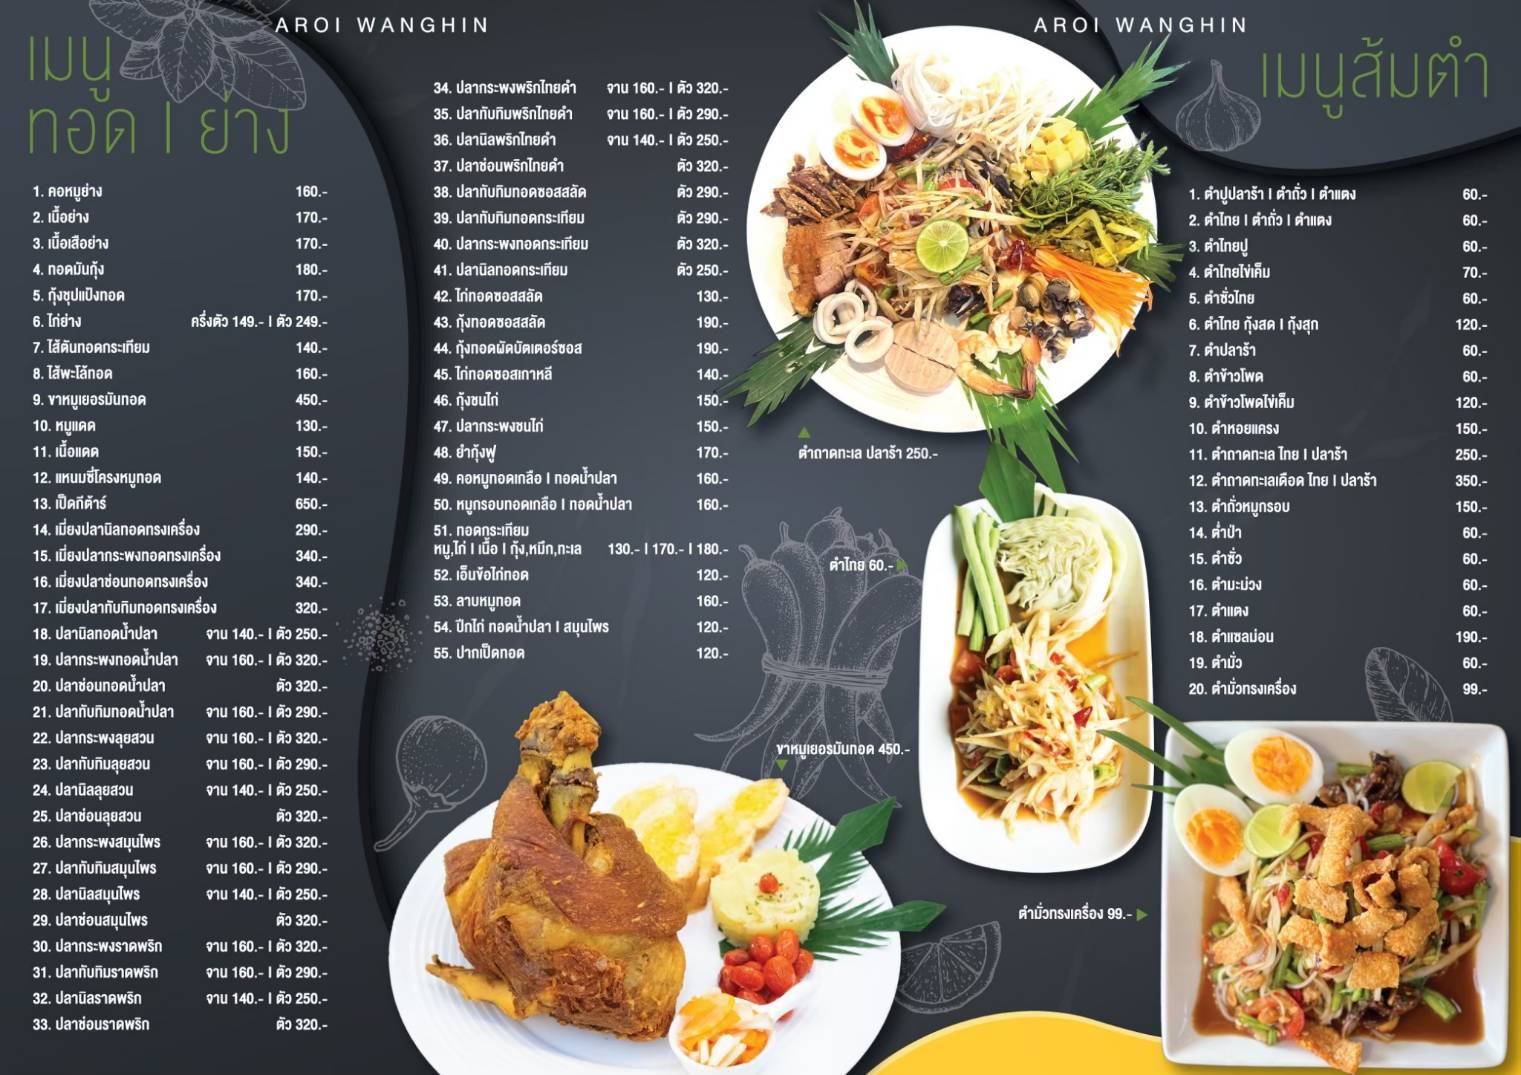 AROI WANGHIN
เมนู
ทอด | ย่าง
1. คอหมูย่าง 160.-
2. เนื้อย่าง 170.-
3. เนื้อเสือย่าง 170.-
4. ทอดมันกุ้ง 180.-
5. กุ้งชุปแป้งทอด 170.-
6. ไก่ย่าง ครึ่งตัว 149.- | ตัว 249.-
7. ไส้ตันทอดกระเทียม 140.-
8. ไส้พะโล้ทอด 160.-
9. ขาหมูเยอรมันทอด 450.-
10. หมูแดด 130.-
11. เนื้อแดด 150.-
12. แหนมซี่โครงหมูทอด 140.-
13. เป็ดกีต้าร์ 650.-
14. เมี่ยงปลานิลทอดทรงเครื่อง 290.-
15. เมี่ยงปลากระพงทอดทรงเครื่อง 340.-
16. เมี่ยงปลาช่อนทอดทรงเครื่อง 340.-
17. เมี่ยงปลาทับทิมทอดทรงเครื่อง 320.-
18. ปลานิลทอดน้ำปลา จาน 140.- | ตัว 250.-
19. ปลากระพงทอดน้ำปลา จาน 160.- | ตัว 320.-
20. ปลาช่อนทอดน้ำปลา ตัว 320.-
21. ปลาทับทิมทอดน้ำปลา จาน 160.- | ตัว 290.-
22. ปลากระพงลุยสวน จาน 160.- | ตัว 320.-
23. ปลาทับทิมลุยสวน จาน 160.- | ตัว 290.-
24. ปลานิลลุยสวน จาน 140.- | ตัว 250.-
25. ปลาช่อนลุยสวน ตัว 320.-
26. ปลากระพงสมุนไพร จาน 160.- | ตัว 320.-
27. ปลาทับทิมสมุนไพร จาน 160.- | ตัว 290.-
28. ปลานิลสมุนไพร จาน 140.- | ตัว 250.-
29. ปลาช่อนสมุนไพร ตัว 320.-
30. ปลากระพงราดพริก จาน 160.- | ตัว 320.-
31. ปลาทับทิมราดพริก จาน 160.- | ตัว 290.-
32. ปลานิลราดพริก จาน 140.- | ตัว 250.-
33. ปลาช่อนราดพริก ตัว 320.-
34. ปลากระพงพริกไทยดำ จาน 160.- | ตัว 320.-
35. ปลาทับทิมพริกไทยดำ จาน 160.- | ตัว 290.-
36. ปลานิลพริกไทยดำ จาน 140.- | ตัว 250.-
37. ปลาช่อนพริกไทยดำ ตัว 320.-
38. ปลาทับทิมทอดซอสสลัด ตัว 290.-
39. ปลาทับทิมทอดกระเทียม ตัว 290.-
40. ปลากระพงทอดกระเทียม ตัว 320.-
41. ปลานิลทอดกระเทียม ตัว 250.-
42. ไก่ทอดซอสสลัด 130.-
43. กุ้งทอดซอสสลัด 190.-
44. กุ้งทอดผัดบัตเตอร์ซอส 190.-
45. ไก่ทอดซอสเกาหลี 140.-
46. กุ้งชนไก่ 150.-
47. ปลากระพงชนไก่ 150.-
48. ยำกุ้งฟู 170.-
49. คอหมูทอดเกลือ | ทอดน้ำปลา 160.-
50. หมูกรอบทอดเกลือ | ทอดน้ำปลา 160.-
51. ทอดกระเทียม
หมู,ไก่ | เนื้อ | กุ้ง,หมึก,ทะเล 130.- | 170.- | 180.-
52. เอ็นข้อไก่ทอด 120.-
53. ลาบหมูทอด 160.-
54. ปีกไก่ ทอดน้ำปลา | สมุนไพร 120.-
55. ปากเป็ดทอด 120.-
ขาหมูเยอรมันทอด 450.-
AROI WANGHIN
เมนูส้มตำ
ตำถาดทะเล ปลาร้า 250.-
ตำไทย 60.-
ตำมั่วทรงเครื่อง 99.-
1. ตำปูปลาร้า | ตำถั่ว | ตำแตง 60.-
2. ตำไทย | ตำถั่ว | ตำแตง 60.-
3. ตำไทยปู 60.-
4. ตำไทยไข่เค็ม 70.-
5. ตำซั่วไทย 60.-
6. ตำไทย กุ้งสด | กุ้งสุก 120.-
7. ตำปลาร้า 60.-
8. ตำข้าวโพด 60.-
9. ตำข้าวโพดไข่เค็ม 120.-
10. ตำหอยแครง 150.-
11. ตำถาดทะเล ไทย | ปลาร้า 250.-
12. ตำถาดทะเลเดือด ไทย | ปลาร้า 350.-
13. ตำถั่วหมูกรอบ 150.-
14. ตำป่า 60.-
15. ตำซั่ว 60.-
16. ตำมะม่วง 60.-
17. ตำแตง 60.-
18. ตำแซลม่อน 190.-
19. ตำมั่ว 60.-
20. ตำมั่วทรงเครื่อง 99.-